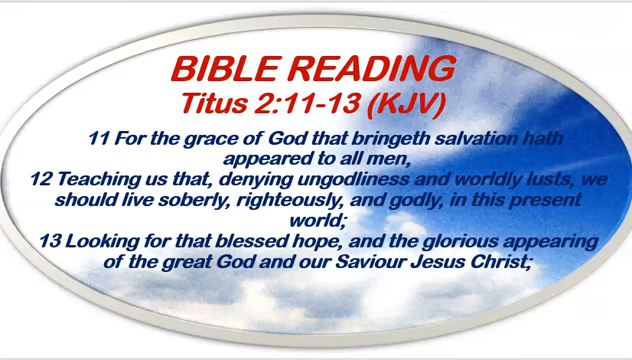 BIBLE READING
Titus 2:11-13 (KJV)
11 For the grace of God that bringeth salvation hath
appeared to all men,
12 Teaching us that, denying ungodliness and worldly lusts, we
should live soberly, righteously, and godly, in this present
world;
13 Looking for that blessed hope, and the glorious appearing
of the great God and our Saviour Jesus Christ;